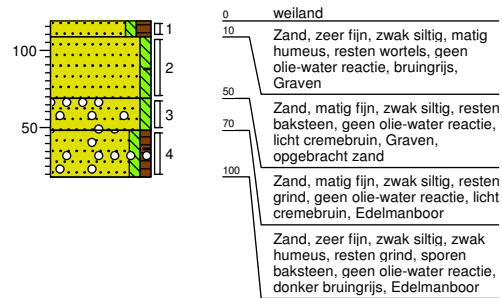 0 weiland
10
Zand, zeer fijn, zwak siltig, matig
humeus, resten wortels, geen
olie-water reactie, bruingrijs,
Graven
50
Zand, matig fijn, zwak siltig, resten
baksteen, geen olie-water reactie,
licht cremebruin, Graven,
opgebracht zand
70
Zand, matig fijn, zwak siltig, resten
grind, geen olie-water reactie, licht
cremebruin, Edelmanboor
100
Zand, zeer fijn, zwak siltig, zwak
humeus, resten grind, sporen
baksteen, geen olie-water reactie,
donker bruingrijs, Edelmanboor
100
50
1
2
3
4